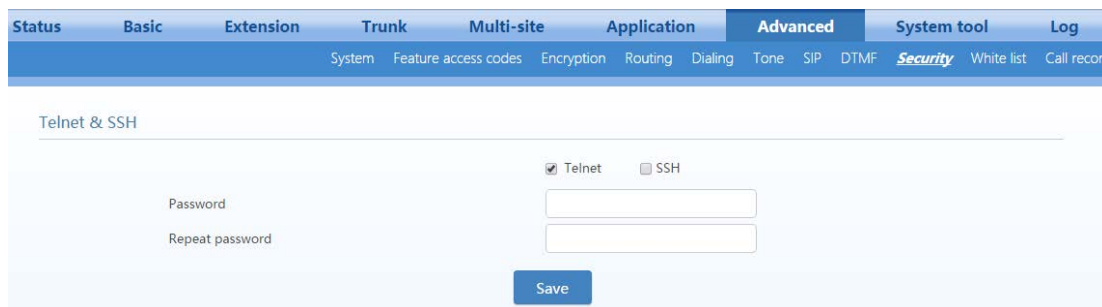 Status Basic Extension Trunk Multi-site Application Advanced System tool Log
System Feature access codes Encryption Routing Dialing Tone SIP DTMF Security White list Call recor
Telnet & SSH
Telnet SSH
Password
Repeat password
Save